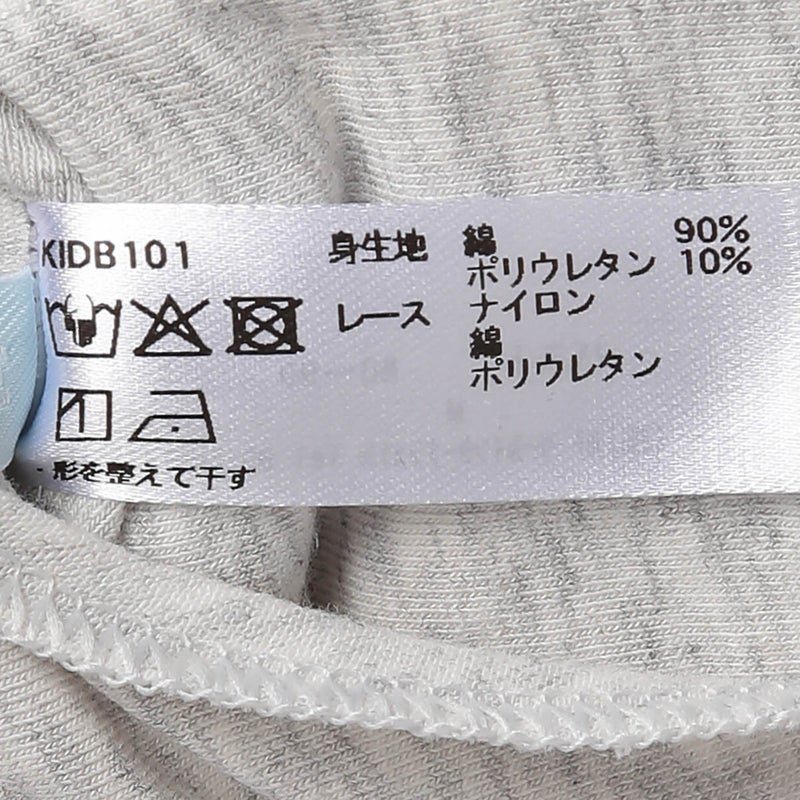 KIDB101
身生地 綿 90%
ポリウレタン 10%
レース ナイロン
綿
ポリウレタン
・形を整えて干す